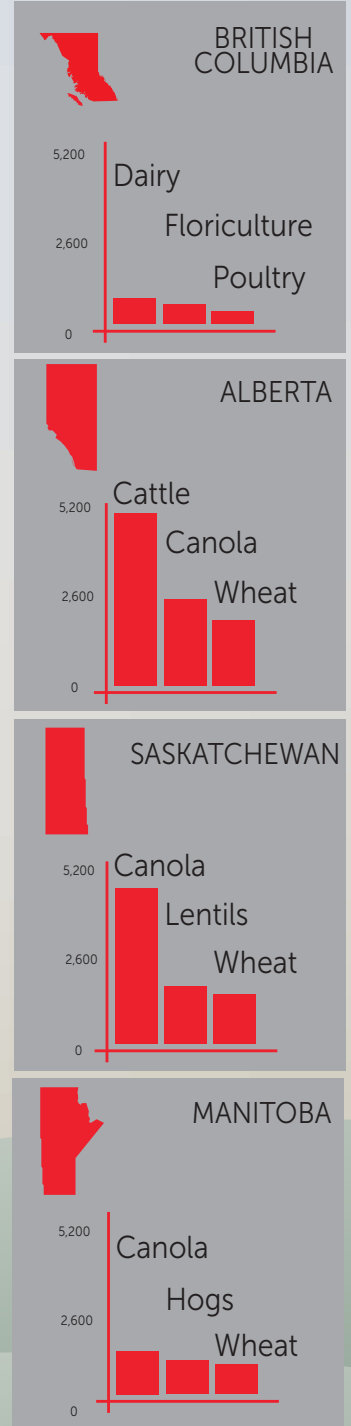 BRITISH
COLUMBIA
5,200
Dairy
Floriculture
2,600
Poultry
0
ALBERTA
Cattle
5,200
Canola
Wheat
2,600
0
SASKATCHEWAN
Canola
5,200
Lentils
Wheat
2,600
0
MANITOBA
5,200
Canola
Hogs
2,600
Wheat
0